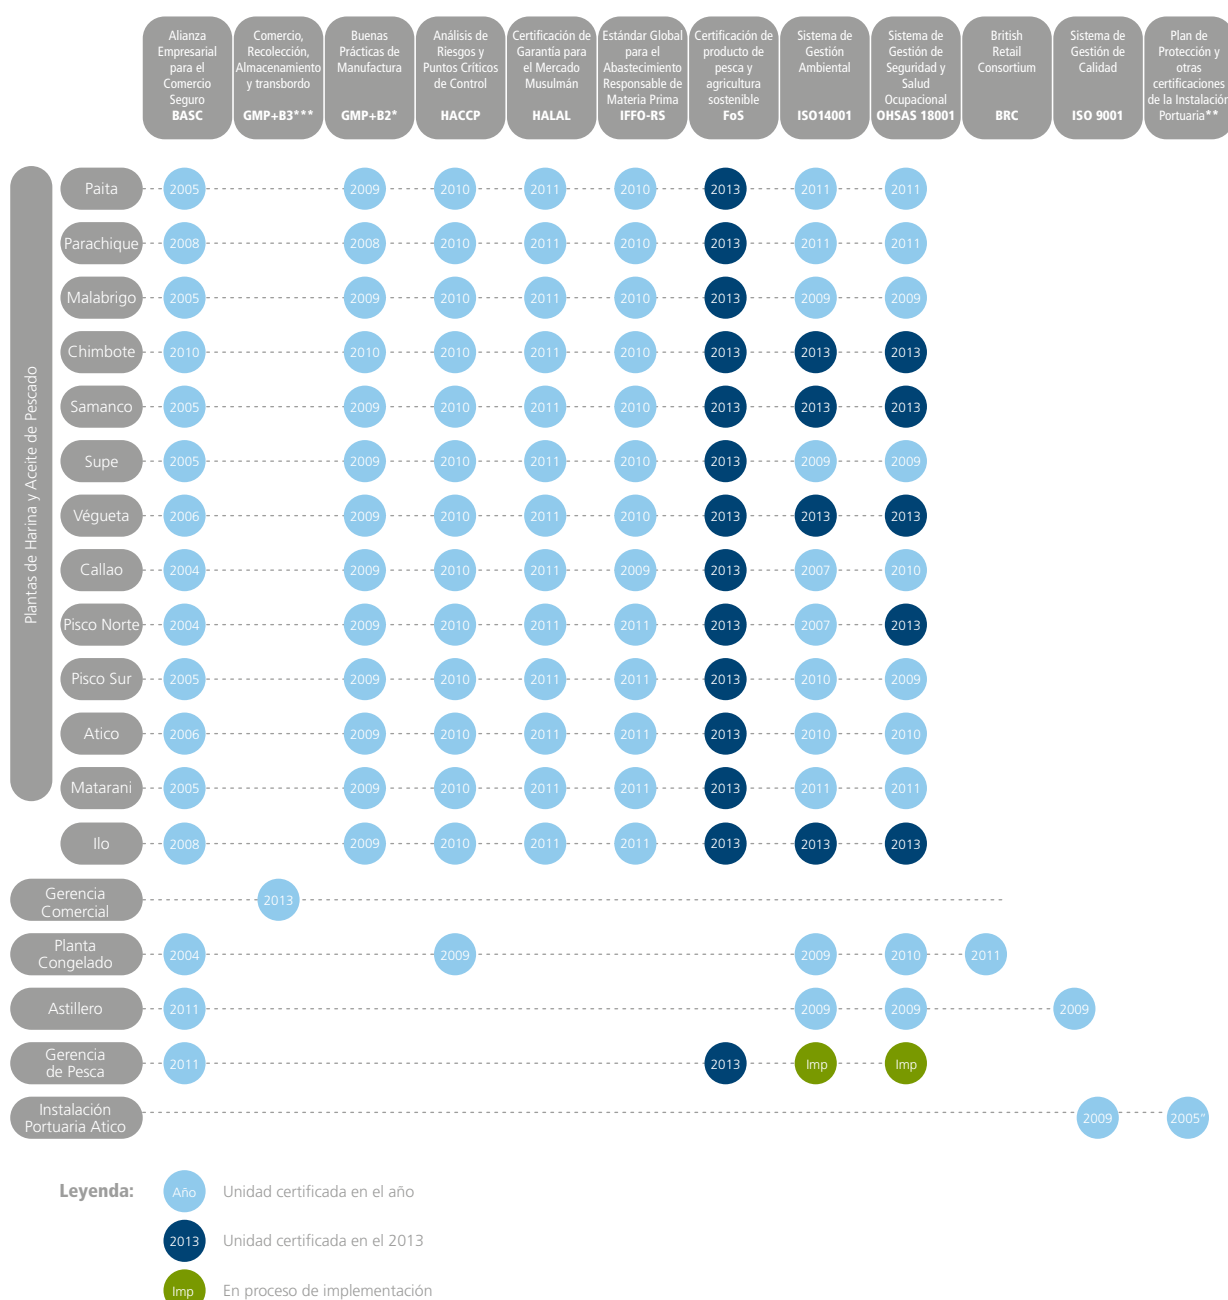 Alianza
Empresarial
para el
Comercio
Seguro
BASC
Comercio,
Recolección,
Almacenamiento
y transbordo
GMP+B3***
Buenas
Prácticas de
Manufactura
GMP+B2*
Análisis de
Riesgos y
Puntos Críticos
de Control
HACCP
Certificación de
Garantía para
el Mercado
Musulmán
HALAL
Estándar Global
para el
Abastecimiento
Responsable de
Materia Prima
IFFO-RS
Certificación de
producto de
pesca y
agricultura
sostenible
FoS
Sistema de
Gestión
Ambiental
ISO14001
Sistema de
Gestión de
Seguridad y
Salud
Ocupacional
OHSAS 18001
British
Retail
Consortium
BRC
Sistema de
Gestión de
Calidad
ISO 9001
Plan de
Protección y
otras
certificaciones
de la Instalación
Portuaria**
Plantas de Harina y Aceite de Pescado
Paita 2005 2009 2010 2011 2010 2013 2011 2011
Parachique 2008 2008 2010 2011 2010 2013 2011 2011
Malabrigo 2005 2009 2010 2011 2010 2013 2009 2009
Chimbote 2010 2010 2010 2011 2010 2013 2013 2013
Samanco 2005 2009 2010 2011 2010 2013 2013 2013
Supe 2005 2009 2010 2011 2010 2013 2009 2009
Végueta 2006 2009 2010 2011 2010 2013 2013 2013
Callao 2004 2009 2010 2011 2009 2013 2007 2010
Pisco Norte 2004 2009 2010 2011 2011 2013 2007 2013
Pisco Sur 2005 2009 2010 2011 2011 2013 2010 2009
Atico 2006 2009 2010 2011 2011 2013 2010 2010
Matarani 2005 2009 2010 2011 2011 2013 2011 2011
Ilo 2008 2009 2010 2011 2011 2013 2013 2013
Gerencia
Comercial
2013
Planta
Congelado
2004 2009 2009 2010 2011
Astillero 2011 2009 2009 2009
Gerencia
de Pesca
2011 2013 Imp Imp
Instalación
Portuaria Atico
2009 2005"
Leyenda:
Año Unidad certificada en el año
2013 Unidad certificada en el 2013
Imp En proceso de implementación